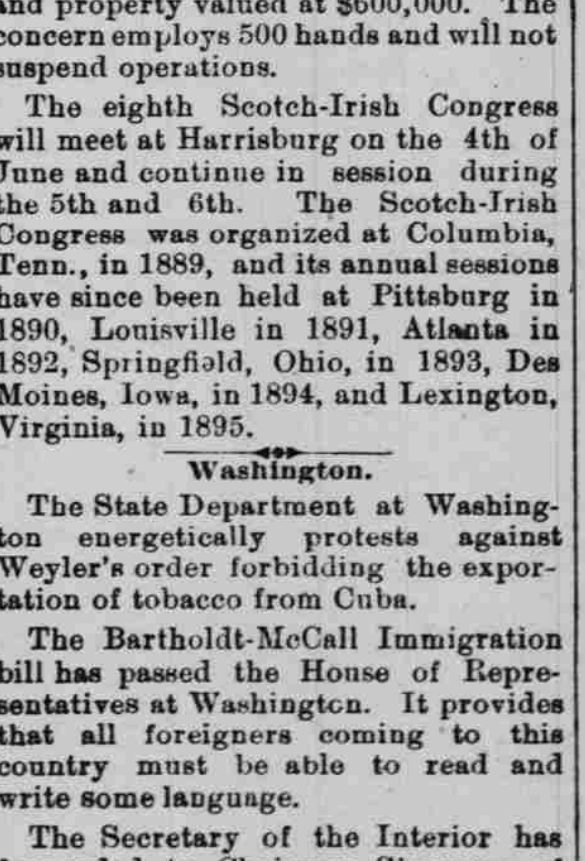 and property valued at $600,000. The
concern employs 500 hands and will not
suspend operations.
The eighth Scotch-Irish Congress
will meet at Harrisburg on the 4th of
June and continue in session during
the 5th and 6th. The Scotch-Irish
Congress was organized at Columbia,
Tenn., in 1889, and its annual sessions
have since been held at Pittsburg in
1890, Louisville in 1891, Atlanta in
1892, Springfield, Ohio, in 1893, Des
Moines, Iowa, in 1894, and Lexington,
Virginia, in 1895.
Washington.
The State Department at Washing-
ton energetically protests against
Weyler's order forbidding the expor-
tation of tobacco from Cuba.
The Bartholdt-McCall Immigration
bill has passed the House of Repre-
sentatives at Washington. It provides
that all foreigners coming to this
country must be able to read and
write some language.
The Secretary of the Interior has